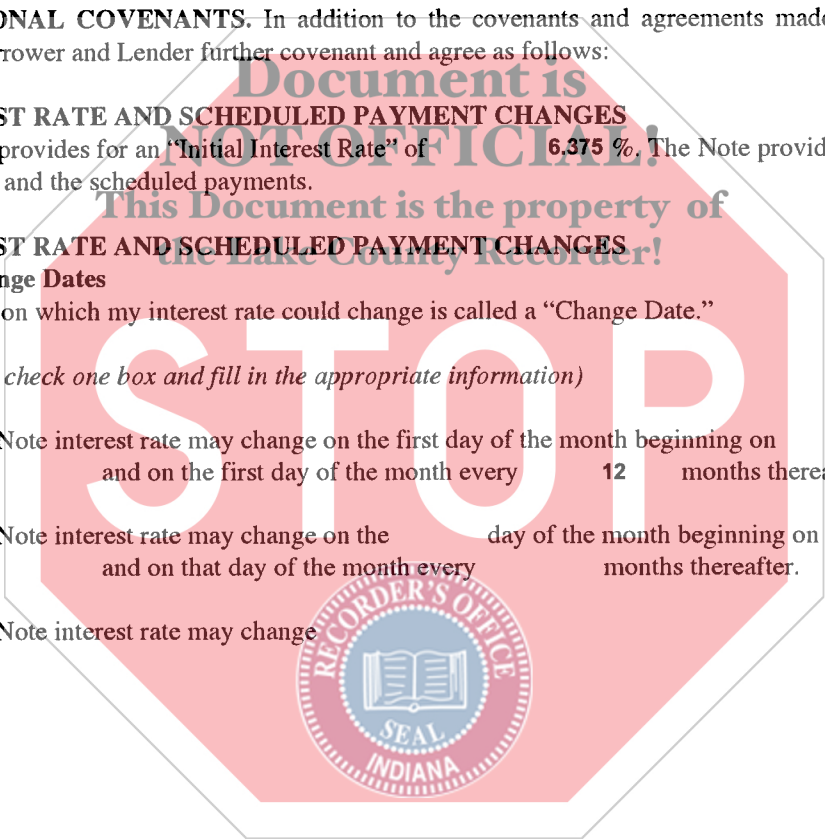 ONAL COVENANTS. In addition to the covenants and agreements made
rower and Lender further covenant and agree as follows:
Document is
ST RATE AND SCHEDULED PAYMENT CHANGES
NOT OFFICIAL!
provides for an “Initial Interest Rate” of 6.375 %. The Note provid
and the scheduled payments.
This Document is the property of
ST RATE AND SCHEDULED PAYMENT CHANGES
the Lake County Recorder!
nge Dates
on which my interest rate could change is called a “Change Date.”
STOP
check one box and fill in the appropriate information)
Note interest rate may change on the first day of the month beginning on
and on the first day of the month every 12 months therea
Note interest rate may change on the day of the month beginning on
and on that day of the month every months thereafter.
Note interest rate may change
RECORDER'S OFFICE
SEAL
INDIANA